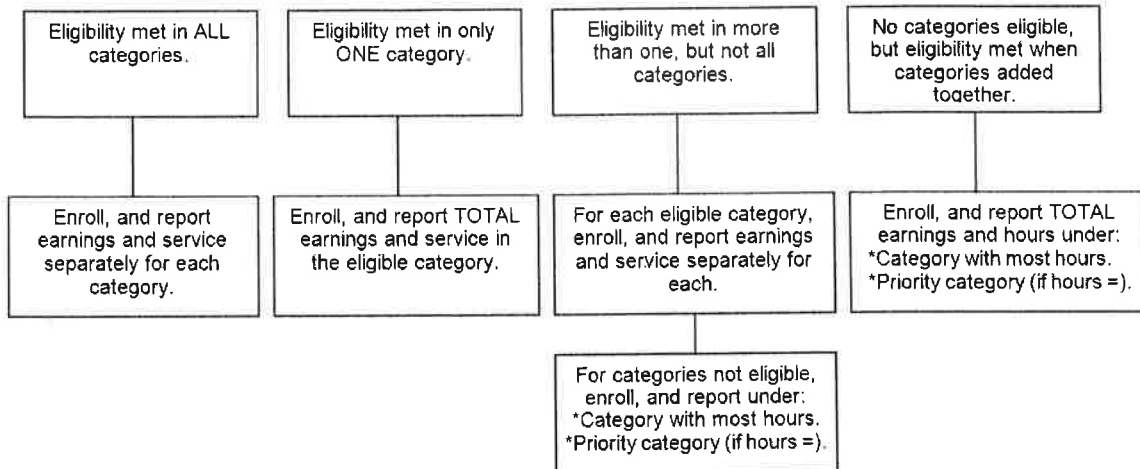 Eligibility met in ALL
categories.
Eligibility met in only
ONE category.
Eligibility met in more
than one, but not all
categories.
No categories eligible,
but eligibility met when
categories added
together.
Enroll, and report
earnings and service
separately for each
category.
Enroll, and report TOTAL
earnings and service in
the eligible category.
For each eligible category,
enroll, and report earnings
and service separately for
each.
Enroll, and report TOTAL
earnings and hours under:
*Category with most hours.
*Priority category (if hours =).
For categories not eligible,
enroll, and report under:
*Category with most hours.
*Priority category (if hours =).